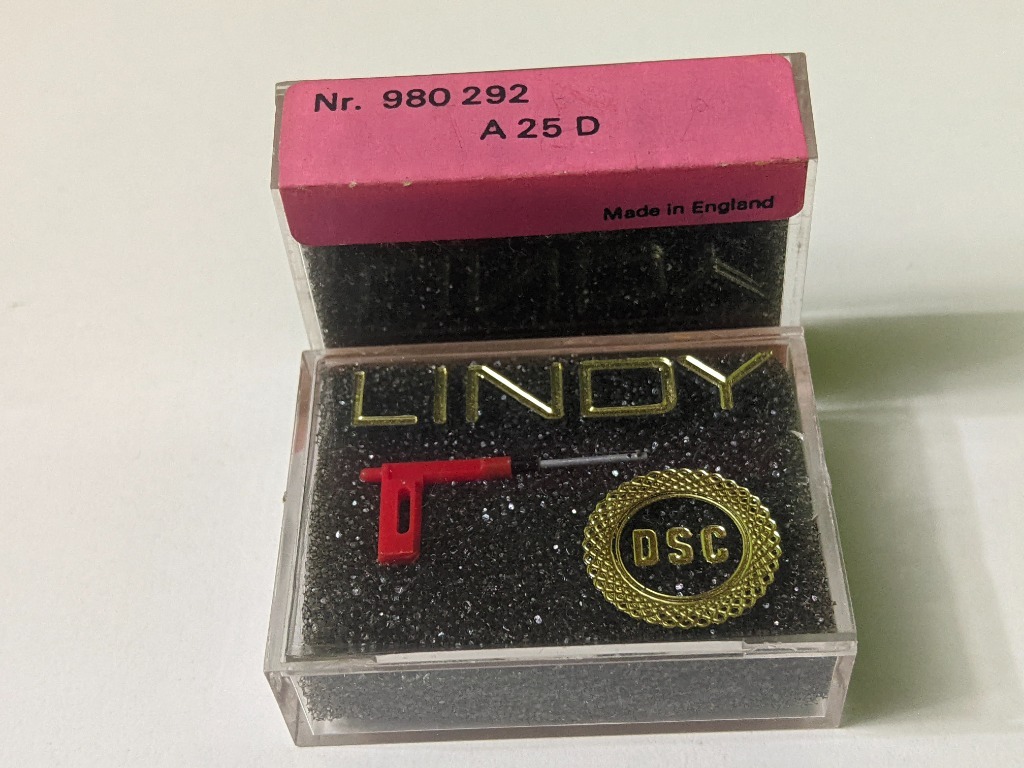 Nr. 980 292
A 25 D
Made in England
LINDY
DSC